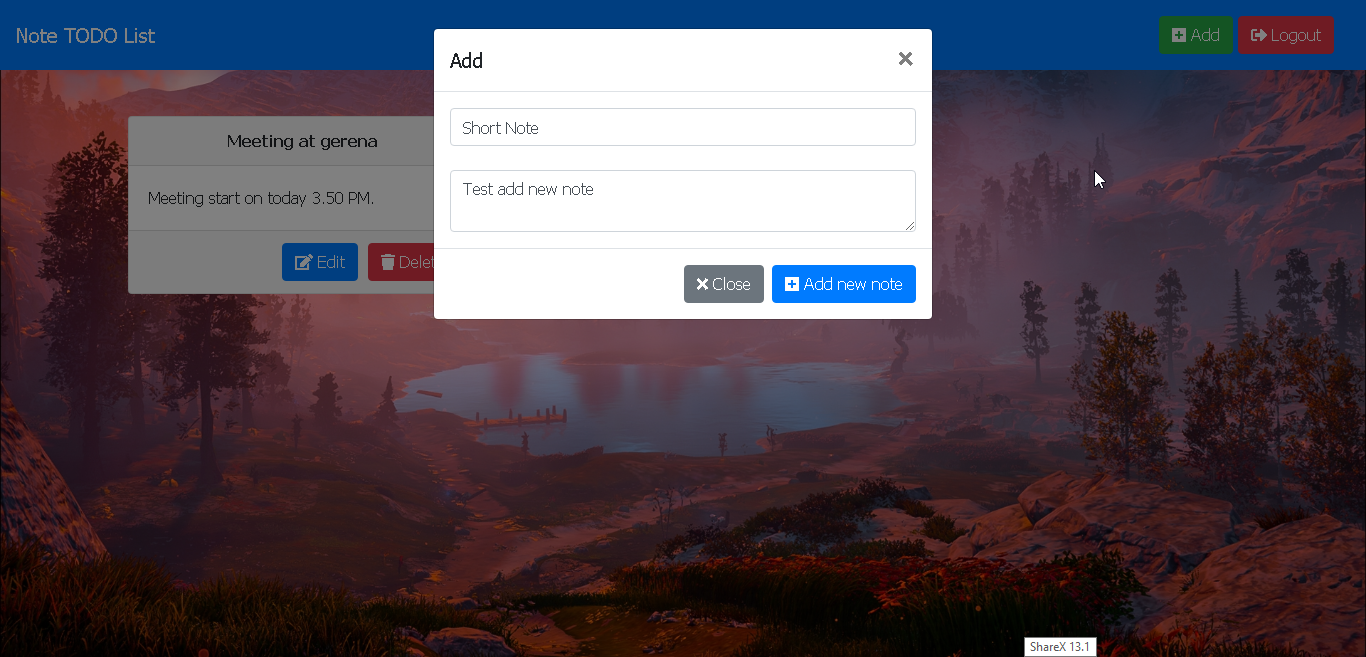 Note TODO List
Add
Logout
Add
×
Short Note
Test add new note
Close
Add new note
Meeting at gerena
Meeting start on today 3.50 PM.
Edit
Delet
ShareX 13.1